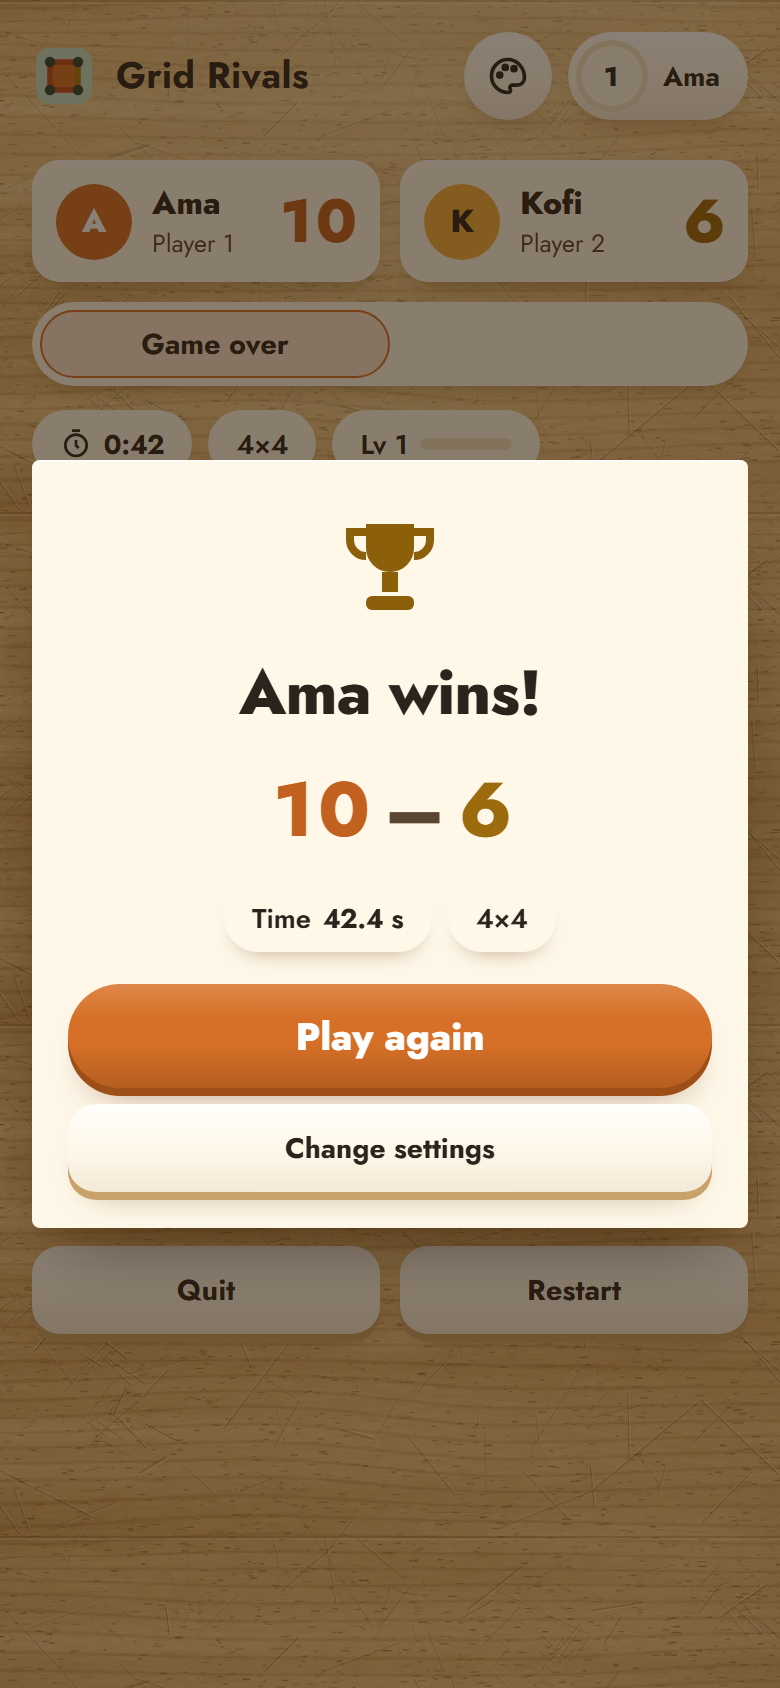 Grid Rivals
1 Ama
A Ama 10
Player 1
K Kofi 6
Player 2
Game over
0:42 4×4 Lv 1
Ama wins!
10 – 6
Time 42.4 s 4×4
Play again
Change settings
Quit Restart